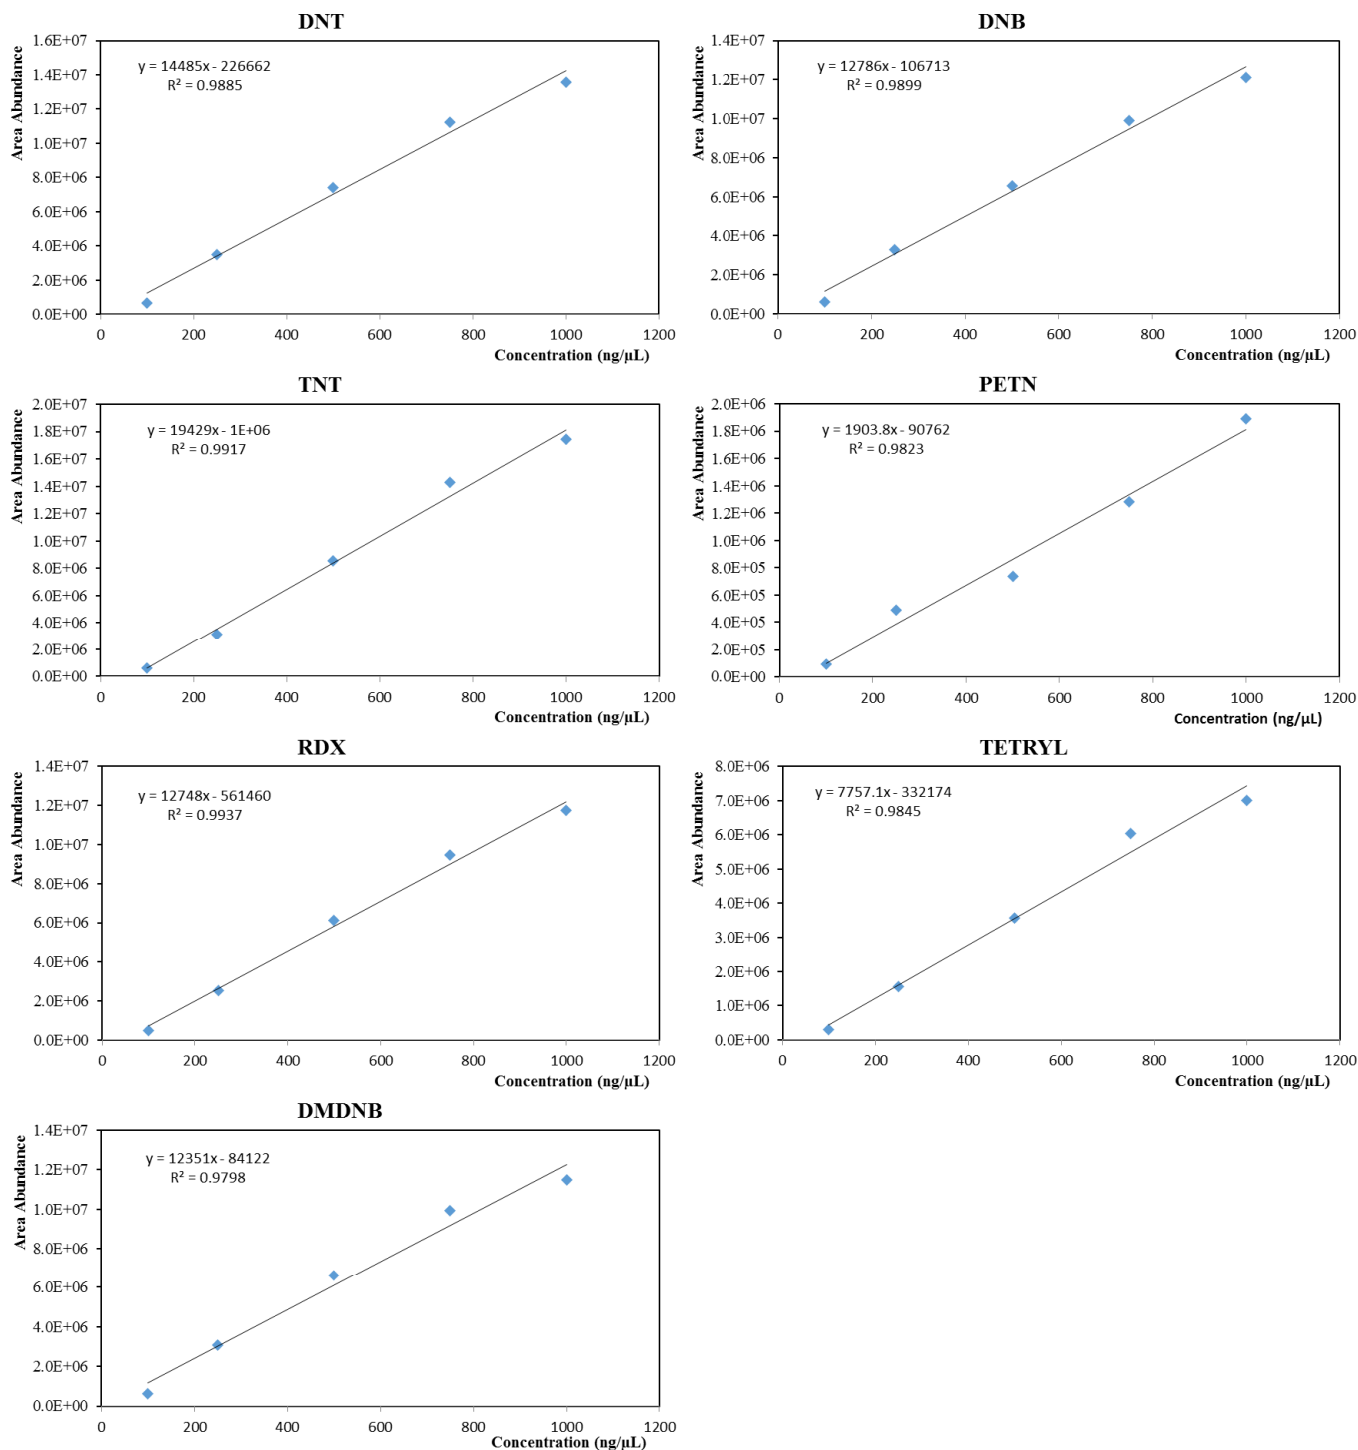 DNT
Area Abundance
1.6E+07
1.4E+07
1.2E+07
1.0E+07
8.0E+06
6.0E+06
4.0E+06
2.0E+06
0.0E+00
y = 14485x - 226662
R² = 0.9885
0 200 400 600 800 1000 1200
Concentration (ng/µL)
DNB
Area Abundance
1.4E+07
1.2E+07
1.0E+07
8.0E+06
6.0E+06
4.0E+06
2.0E+06
0.0E+00
y = 12786x - 106713
R² = 0.9899
0 200 400 600 800 1000 1200
Concentration (ng/µL)
TNT
Area Abundance
2.0E+07
1.8E+07
1.6E+07
1.4E+07
1.2E+07
1.0E+07
8.0E+06
6.0E+06
4.0E+06
2.0E+06
0.0E+00
y = 19429x - 1E+06
R² = 0.9917
0 200 400 600 800 1000 1200
Concentration (ng/µL)
PETN
Area Abundance
2.0E+06
1.8E+06
1.6E+06
1.4E+06
1.2E+06
1.0E+06
8.0E+05
6.0E+05
4.0E+05
2.0E+05
0.0E+00
y = 1903.8x - 90762
R² = 0.9823
0 200 400 600 800 1000 1200
Concentration (ng/µL)
RDX
Area Abundance
1.4E+07
1.2E+07
1.0E+07
8.0E+06
6.0E+06
4.0E+06
2.0E+06
0.0E+00
y = 12748x - 561460
R² = 0.9937
0 200 400 600 800 1000 1200
Concentration (ng/µL)
TETRYL
Area Abundance
8.0E+06
7.0E+06
6.0E+06
5.0E+06
4.0E+06
3.0E+06
2.0E+06
1.0E+06
0.0E+00
y = 7757.1x - 332174
R² = 0.9845
0 200 400 600 800 1000 1200
Concentration (ng/µL)
DMDNB
Area Abundance
1.4E+07
1.2E+07
1.0E+07
8.0E+06
6.0E+06
4.0E+06
2.0E+06
0.0E+00
y = 12351x - 84122
R² = 0.9798
0 200 400 600 800 1000 1200
Concentration (ng/µL)